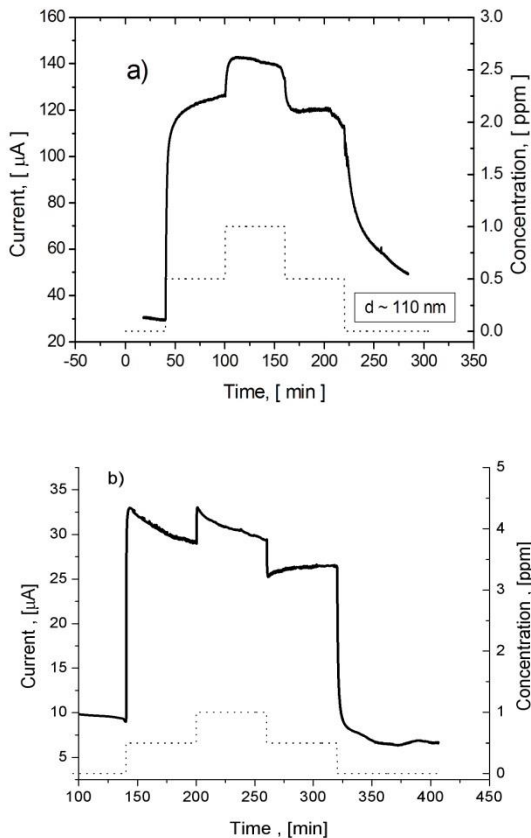 a)
Current, [ µA ]
160
140
120
100
80
60
40
20
3.0
2.5
2.0
1.5
1.0
0.5
0.0
Concentration, [ ppm ]
d ~ 110 nm
-50 0 50 100 150 200 250 300 350
Time, [ min ]
b)
Current , [µA]
35
30
25
20
15
10
5
5
4
3
2
1
0
Concentration , [ppm]
100 150 200 250 300 350 400 450
Time , [min]